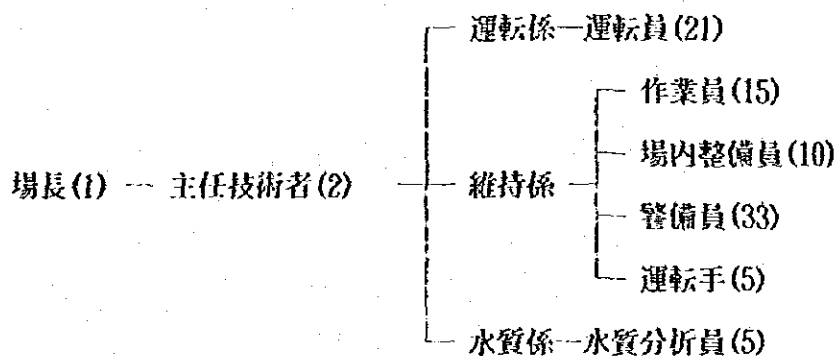 運転係―運転員(21)
作業員(15)
場内整備員(10)
場長(1) ― 主任技術者(2) ― 維持係
警備員(33)
運転手(5)
水質係―水質分析員(5)